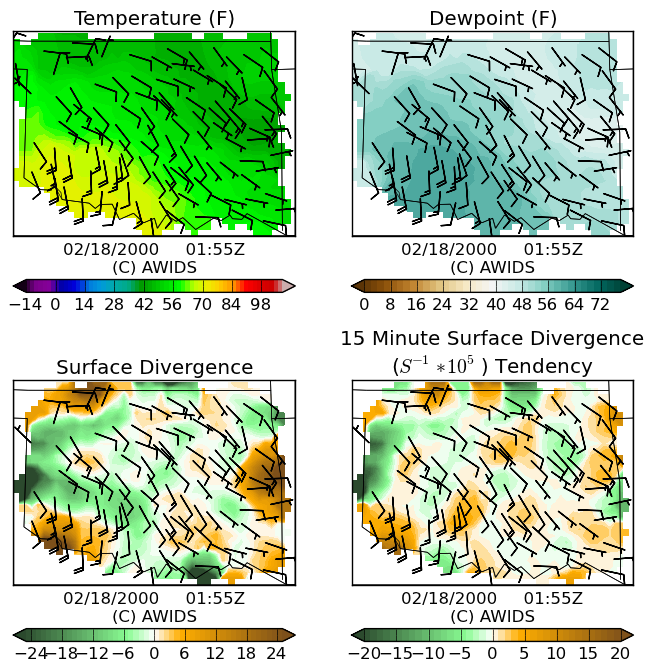 Temperature (F)
Dewpoint (F)
02/18/2000 01:55Z
(C) AWIDS
02/18/2000 01:55Z
(C) AWIDS
−14 0 14 28 42 56 70 84 98
0 8 16 24 32 40 48 56 64 72
Surface Divergence
15 Minute Surface Divergence
(S⁻¹ *10⁵ ) Tendency
02/18/2000 01:55Z
(C) AWIDS
02/18/2000 01:55Z
(C) AWIDS
−24 −18 −12 −6 0 6 12 18 24
−20 −15 −10 −5 0 5 10 15 20